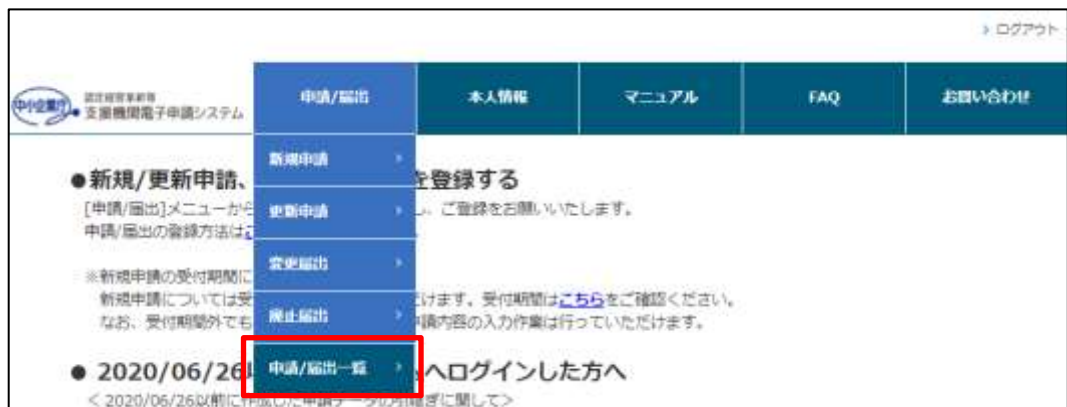 ログアウト
中小企業庁
認定経営革新等
支援機関電子申請システム
申請/届出
本人情報
マニュアル
FAQ
お問い合わせ
新規申請
更新申請
変更届出
廃止届出
申請/届出一覧
●新規/更新申請、
を登録する
[申請/届出]メニューから
し、ご登録をお願いいたします。
申請/届出の登録方法はこ
※新規申請の受付期間に
新規申請については受
だけます。受付期間はこちらをご確認ください。
なお、受付期間外でも
申請内容の入力作業は行っていただけます。
● 2020/06/26
へログインした方へ
＜2020/06/26以前に作成した申請データの引継ぎに関して＞